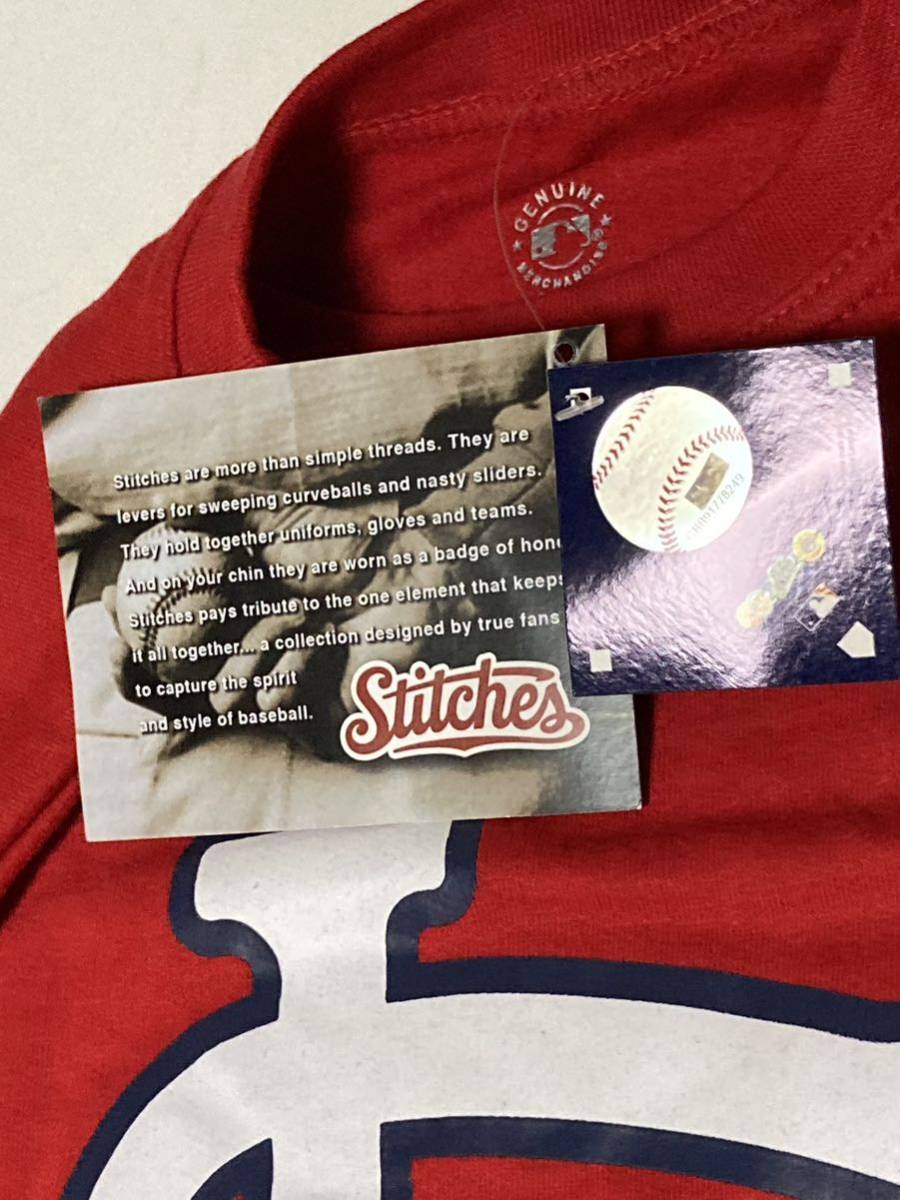 GENUINE
MERCHANDISE
Stitches are more than simple threads. They are
levers for sweeping curveballs and nasty sliders.
They hold together uniforms, gloves and teams.
And on your chin they are worn as a badge of hon
Stitches pays tribute to the one element that keeps
it all together... a collection designed by true fans
to capture the spirit
and style of baseball.
Stitches